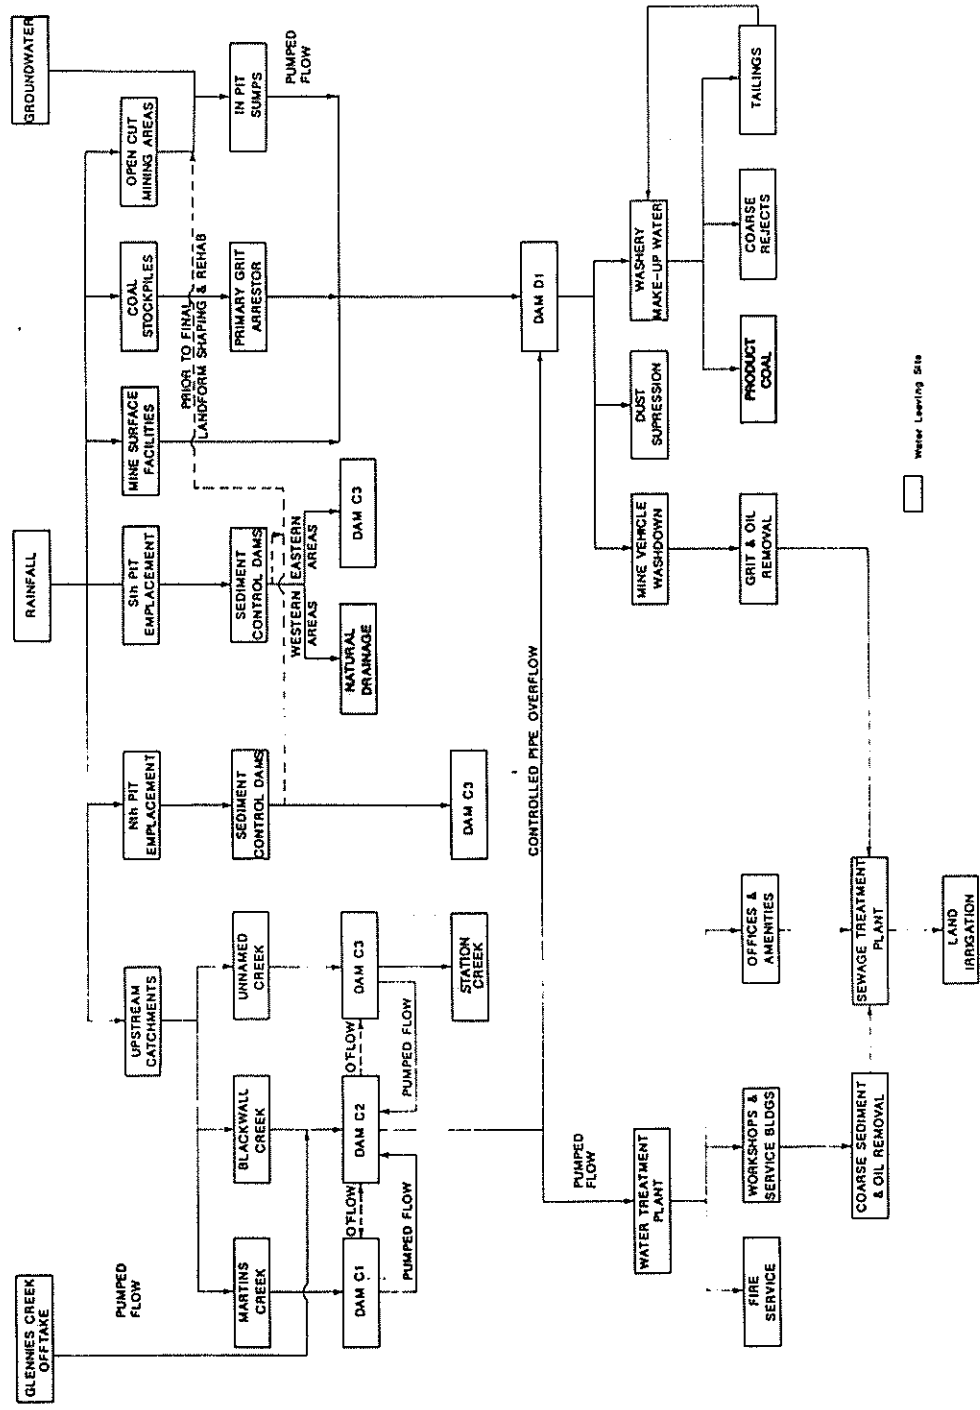 GLENNIES CREEK
OFFTAKE
RAINFALL
GROUNDWATER
PUMPED
FLOW
UPSTREAM
CATCHMENTS
Nth PIT
EMPLACEMENT
Sth PIT
EMPLACEMENT
MINE SURFACE
FACILITIES
COAL
STOCKPILES
OPEN CUT
MINING AREAS
PRIOR TO FINAL
LANDFORM SHAPING & REHAB
MARTINS
CREEK
BLACKWALL
CREEK
UNNAMED
CREEK
SEDIMENT
CONTROL DAMS
SEDIMENT
CONTROL DAMS
PRIMARY GRIT
ARRESTOR
IN PIT
SUMPS
PUMPED
FLOW
WESTERN
AREAS
EASTERN
AREAS
DAM C1
O'FLOW
DAM C2
O'FLOW
DAM C3
NATURAL
DRAINAGE
DAM C3
PUMPED FLOW
PUMPED FLOW
STATION
CREEK
DAM C3
CONTROLLED PIPE OVERFLOW
DAM D1
PUMPED
FLOW
WATER TREATMENT
PLANT
MINE VEHICLE
WASHDOWN
DUST
SUPRESSION
WASHERY
MAKE-UP WATER
FIRE
SERVICE
WORKSHOPS &
SERVICE BLDGS
OFFICES &
AMENITIES
GRIT & OIL
REMOVAL
PRODUCT
COAL
COARSE
REJECTS
TAILINGS
COARSE SEDIMENT
& OIL REMOVAL
SEWAGE TREATMENT
PLANT
LAND
IRRIGATION
Water Leaving Site